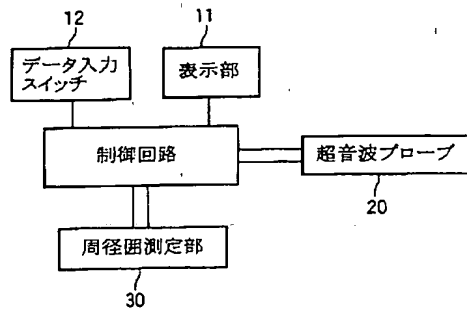 12
11
データ入力
スイッチ
表示部
制御回路
超音波プローブ
20
周径囲測定部
30